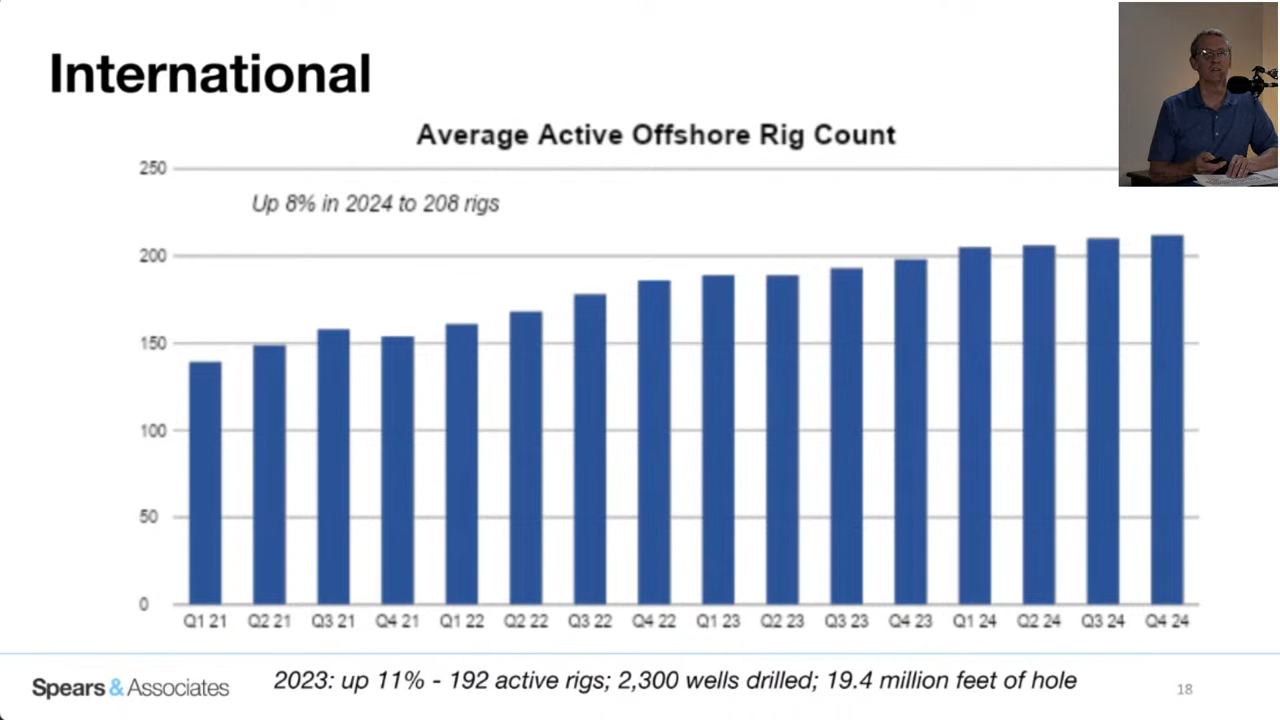 International
Average Active Offshore Rig Count
250
Up 8% in 2024 to 208 rigs
200
150
100
50
0
Q1 21 Q2 21 Q3 21 Q4 21 Q1 22 Q2 22 Q3 22 Q4 22 Q1 23 Q2 23 Q3 23 Q4 23 Q1 24 Q2 24 Q3 24 Q4 24
Spears & Associates 2023: up 11% - 192 active rigs; 2,300 wells drilled; 19.4 million feet of hole 18